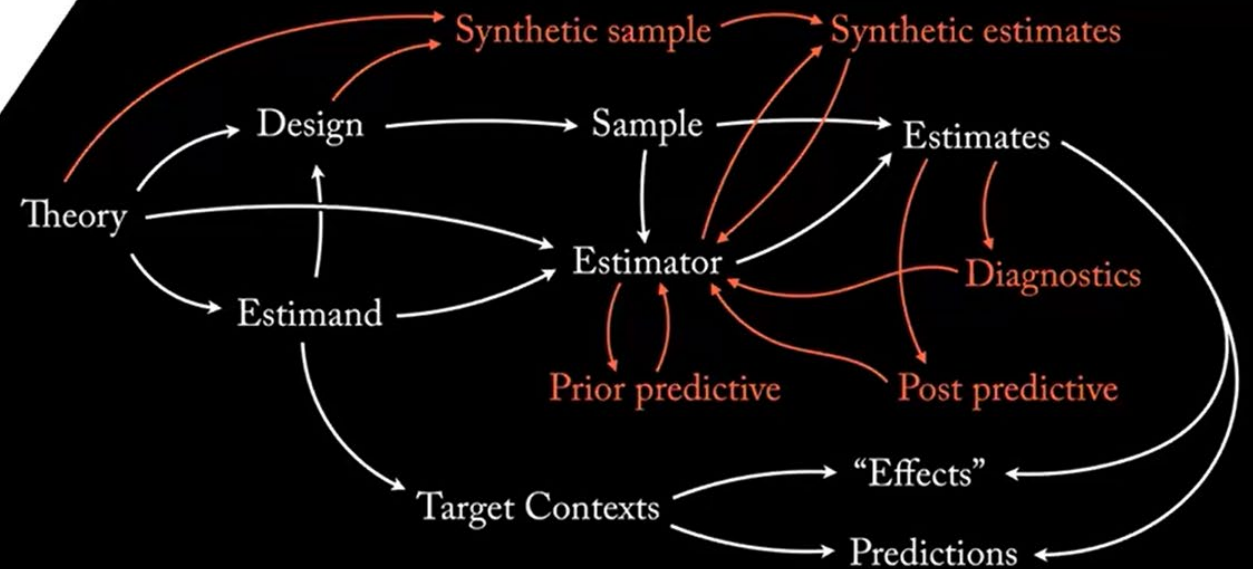 Synthetic sample
Synthetic estimates
Design
Sample
Estimates
Theory
Estimator
Diagnostics
Estimand
Prior predictive
Post predictive
“Effects”
Target Contexts
Predictions